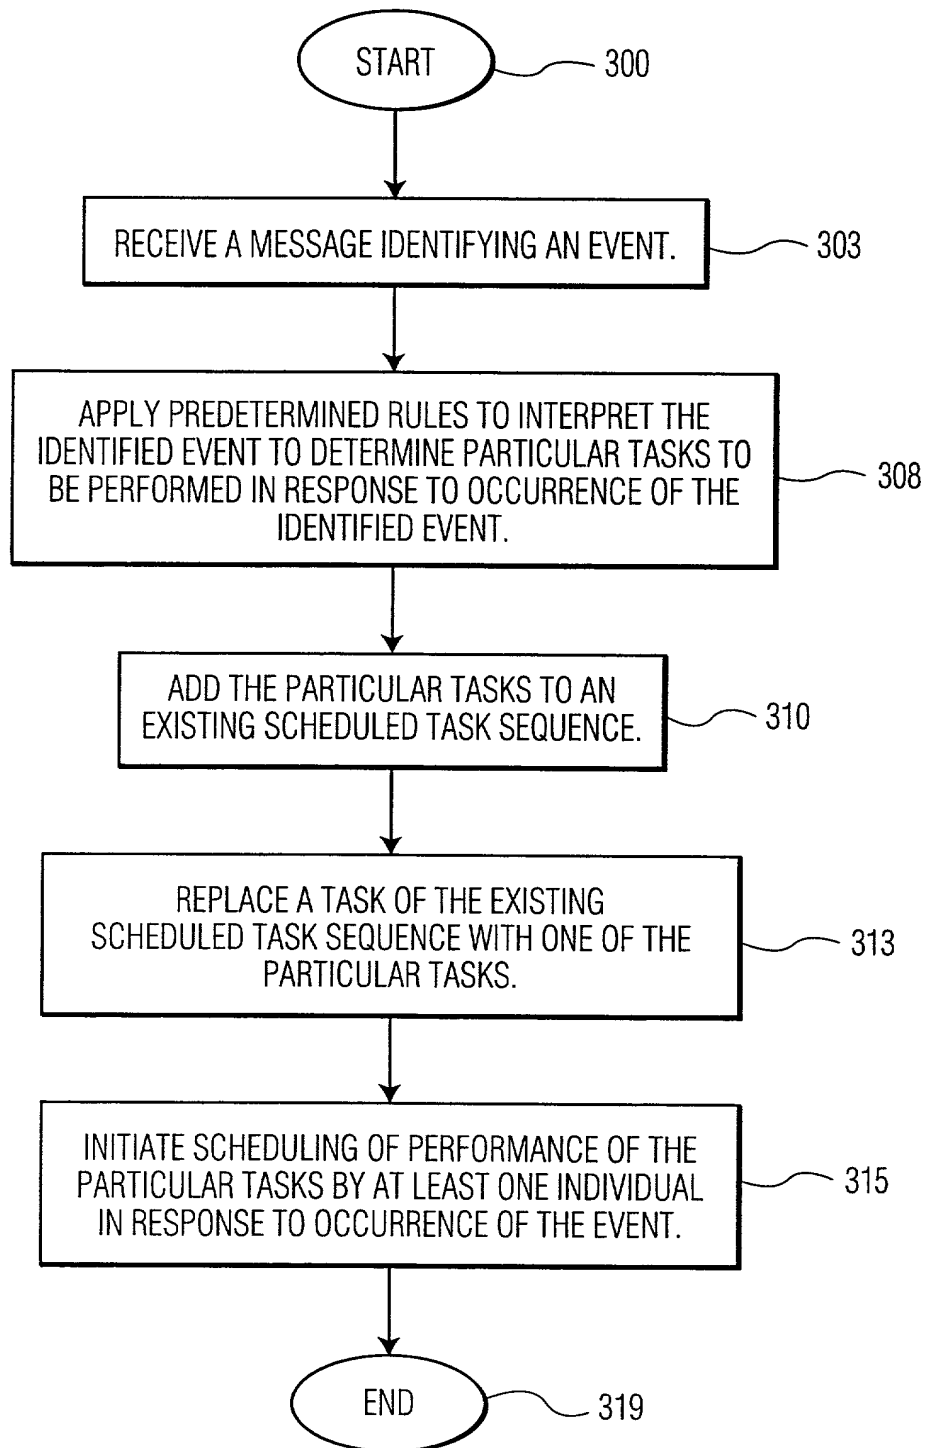 START
300
RECEIVE A MESSAGE IDENTIFYING AN EVENT.
303
APPLY PREDETERMINED RULES TO INTERPRET THE
IDENTIFIED EVENT TO DETERMINE PARTICULAR TASKS TO
BE PERFORMED IN RESPONSE TO OCCURRENCE OF THE
IDENTIFIED EVENT.
308
ADD THE PARTICULAR TASKS TO AN
EXISTING SCHEDULED TASK SEQUENCE.
310
REPLACE A TASK OF THE EXISTING
SCHEDULED TASK SEQUENCE WITH ONE OF THE
PARTICULAR TASKS.
313
INITIATE SCHEDULING OF PERFORMANCE OF THE
PARTICULAR TASKS BY AT LEAST ONE INDIVIDUAL
IN RESPONSE TO OCCURRENCE OF THE EVENT.
315
END
319